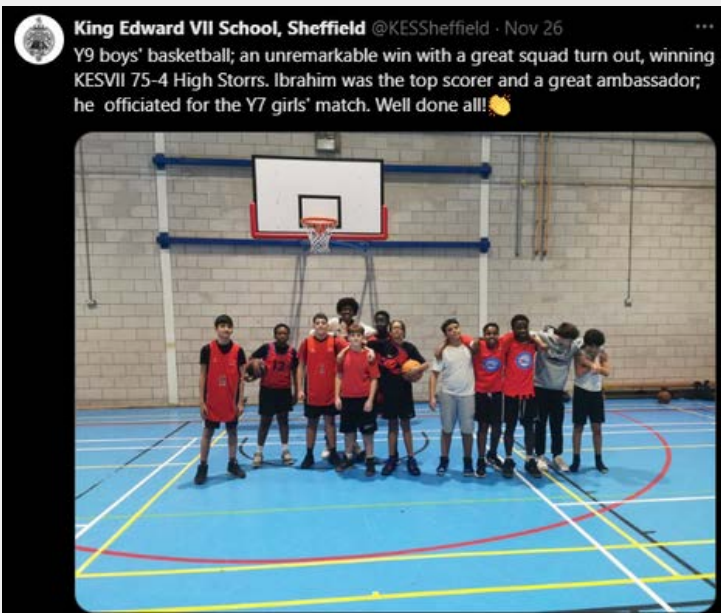 King Edward VII School, Sheffield @KESSheffield · Nov 26 ...
Y9 boys' basketball; an unremarkable win with a great squad turn out, winning
KESVII 75-4 High Storrs. Ibrahim was the top scorer and a great ambassador;
he officiated for the Y7 girls' match. Well done all!👏
12